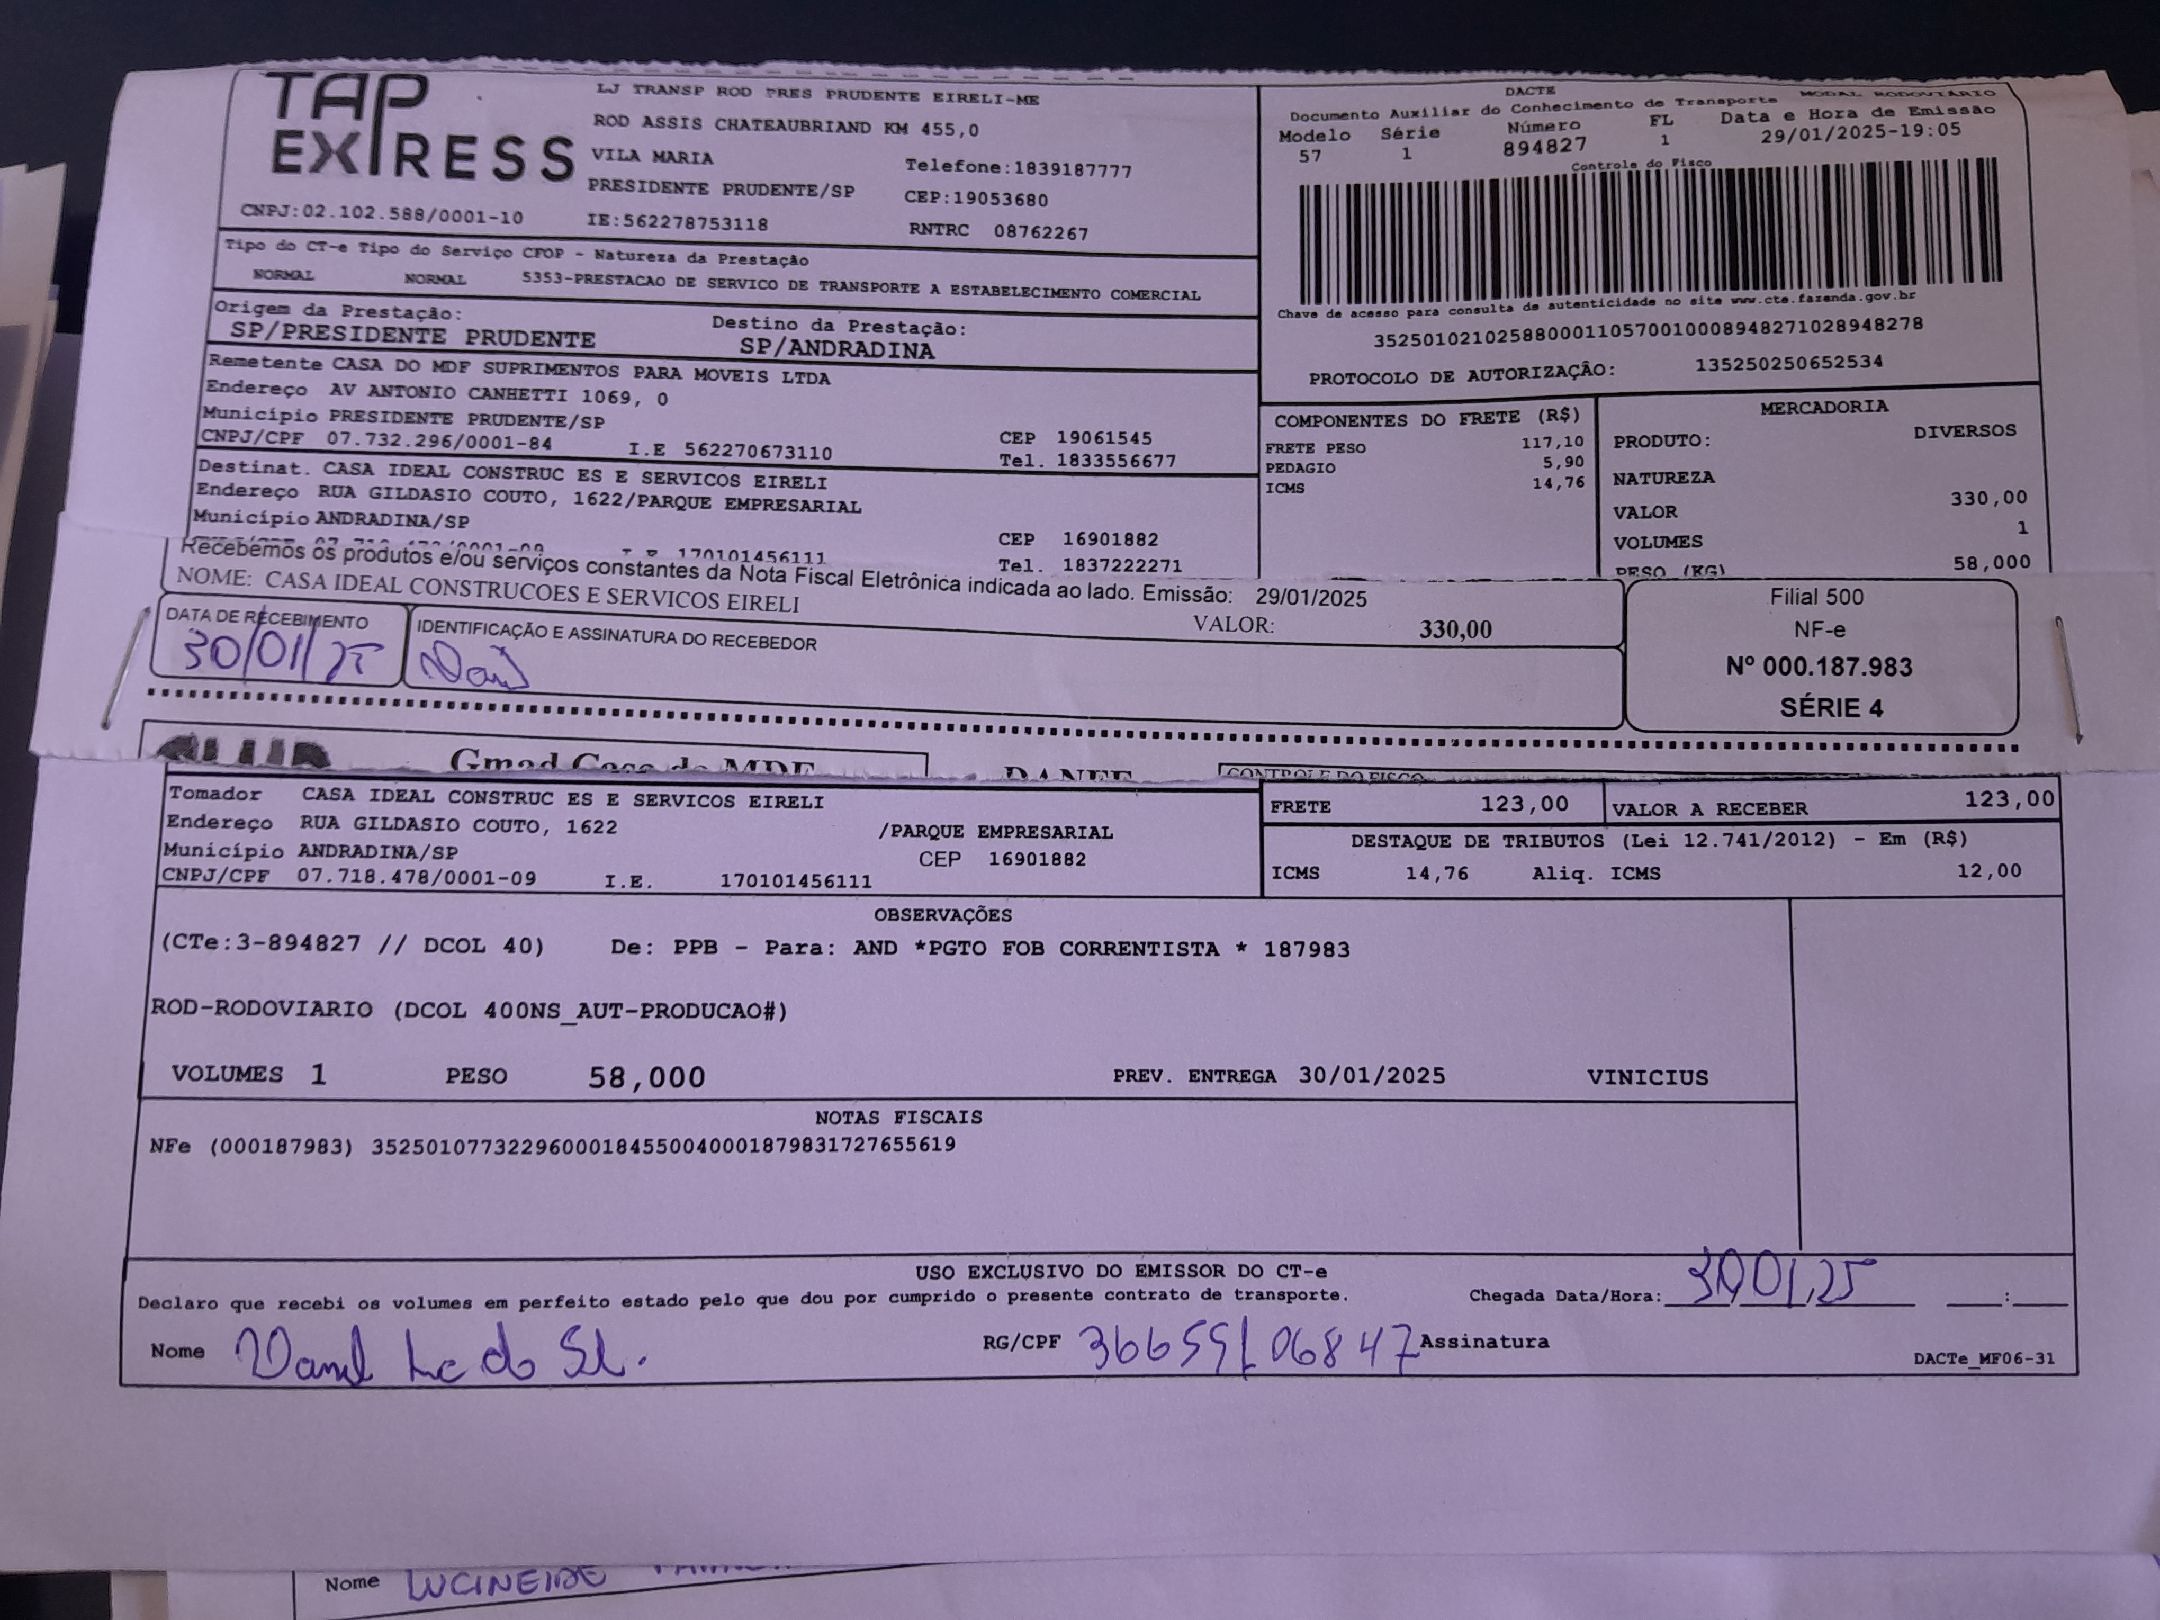 TAP EXPRESS
LJ TRANSP ROD PRES PRUDENTE EIRELI-ME
ROD ASSIS CHATEAUBRIAND KM 455,0
VILA MARIA Telefone:1839187777
PRESIDENTE PRUDENTE/SP CEP:19053680
CNPJ:02.102.588/0001-10 IE:562278753118 RNTRC 08762267
DACTE MODAL RODOVIÁRIO
Documento Auxiliar do Conhecimento de Transporte
Modelo Série Número FL Data e Hora de Emissão
57 1 894827 1 29/01/2025-19:05
Controle do Fisco
Chave de acesso para consulta de autenticidade no site www.cte.fazenda.gov.br
35250102102588000110570010008948271028948278
PROTOCOLO DE AUTORIZAÇÃO: 135250250652534
Tipo do CT-e Tipo do Serviço CFOP - Natureza da Prestação
NORMAL NORMAL 5353-PRESTACAO DE SERVICO DE TRANSPORTE A ESTABELECIMENTO COMERCIAL
Origem da Prestação: Destino da Prestação:
SP/PRESIDENTE PRUDENTE SP/ANDRADINA
Remetente CASA DO MDF SUPRIMENTOS PARA MOVEIS LTDA
Endereço AV ANTONIO CANHETTI 1069, 0
Município PRESIDENTE PRUDENTE/SP CEP 19061545
CNPJ/CPF 07.732.296/0001-84 I.E 562270673110 Tel. 1833556677
Destinat. CASA IDEAL CONSTRUC ES E SERVICOS EIRELI
Endereço RUA GILDASIO COUTO, 1622/PARQUE EMPRESARIAL
Município ANDRADINA/SP CEP 16901882
170101456111 Tel. 1837222271
COMPONENTES DO FRETE (R$)
FRETE PESO 117,10
PEDAGIO 5,90
ICMS 14,76
MERCADORIA
PRODUTO: DIVERSOS
NATUREZA
VALOR 330,00
VOLUMES 1
PESO (KG) 58,000
Recebemos os produtos e/ou serviços constantes da Nota Fiscal Eletrônica indicada ao lado. Emissão: 29/01/2025
NOME: CASA IDEAL CONSTRUCOES E SERVICOS EIRELI VALOR: 330,00
DATA DE RECEBIMENTO IDENTIFICAÇÃO E ASSINATURA DO RECEBEDOR
30/01/25
Filial 500
NF-e
Nº 000.187.983
SÉRIE 4
Gmad Casa do MDF DANFE CONTROLE DO FISCO
Tomador CASA IDEAL CONSTRUC ES E SERVICOS EIRELI
Endereço RUA GILDASIO COUTO, 1622 /PARQUE EMPRESARIAL
Município ANDRADINA/SP CEP 16901882
CNPJ/CPF 07.718.478/0001-09 I.E. 170101456111
FRETE 123,00 VALOR A RECEBER 123,00
DESTAQUE DE TRIBUTOS (Lei 12.741/2012) - Em (R$)
ICMS 14,76 Aliq. ICMS 12,00
OBSERVAÇÕES
(CTe:3-894827 // DCOL 40) De: PPB - Para: AND *PGTO FOB CORRENTISTA * 187983
ROD-RODOVIARIO (DCOL 400NS_AUT-PRODUCAO#)
VOLUMES 1 PESO 58,000 PREV. ENTREGA 30/01/2025 VINICIUS
NOTAS FISCAIS
NFe (000187983) 35250107732296000184550040001879831727655619
USO EXCLUSIVO DO EMISSOR DO CT-e
Declaro que recebi os volumes em perfeito estado pelo que dou por cumprido o presente contrato de transporte. Chegada Data/Hora: 30 01 25 :
Nome RG/CPF Assinatura
DACTe_MF06-31
Nome LUCINEIDE